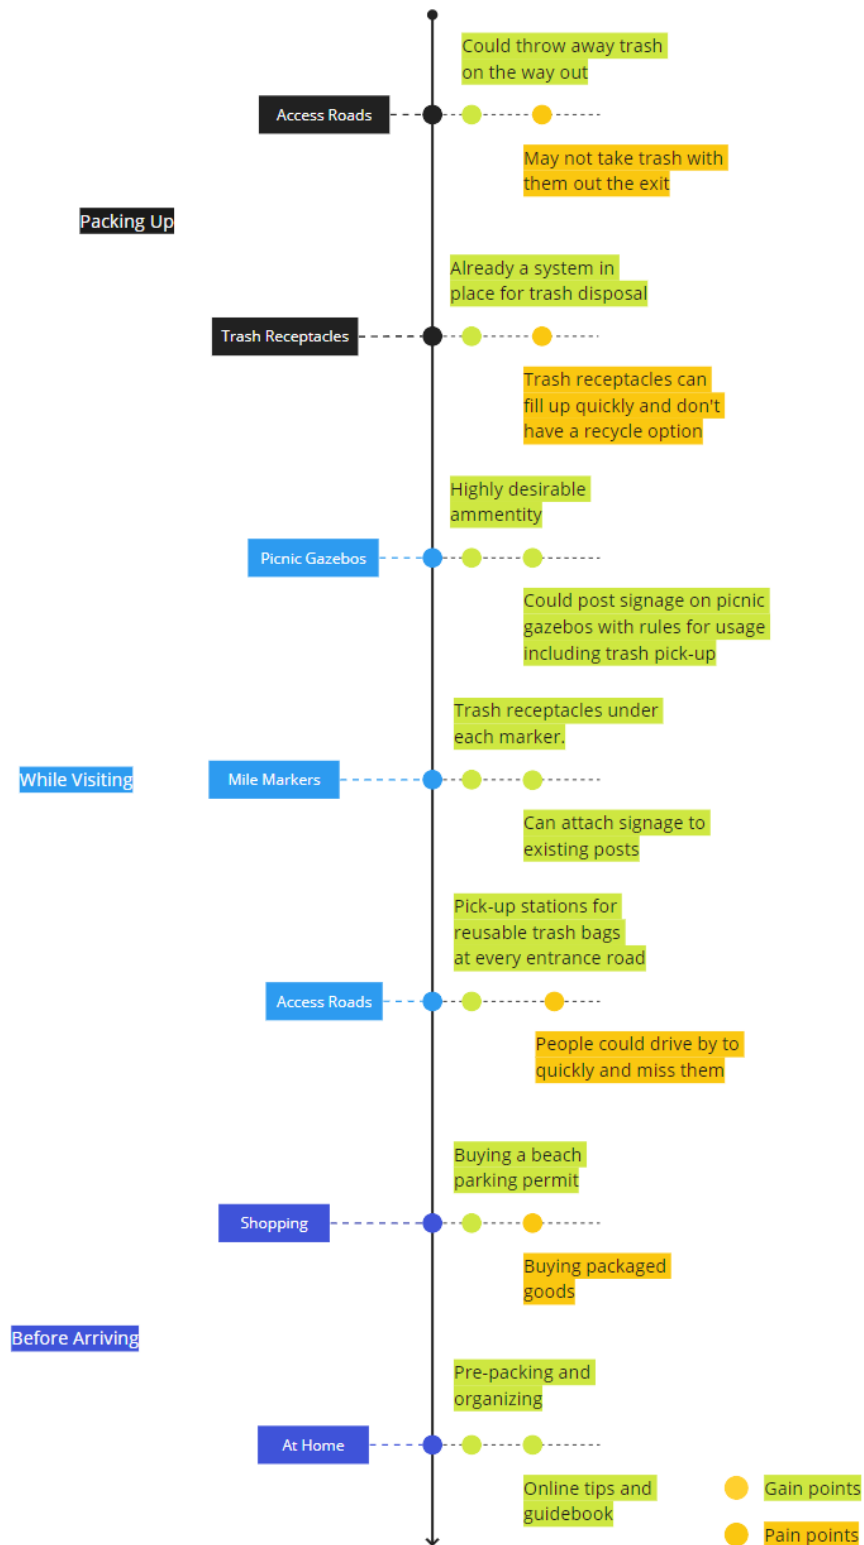 Could throw away trash
on the way out
Access Roads
May not take trash with
them out the exit
Packing Up
Already a system in
place for trash disposal
Trash Receptacles
Trash receptacles can
fill up quickly and don't
have a recycle option
Highly desirable
ammentity
Picnic Gazebos
Could post signage on picnic
gazebos with rules for usage
including trash pick-up
Trash receptacles under
each marker.
While Visiting
Mile Markers
Can attach signage to
existing posts
Pick-up stations for
reusable trash bags
at every entrance road
Access Roads
People could drive by to
quickly and miss them
Buying a beach
parking permit
Shopping
Buying packaged
goods
Before Arriving
Pre-packing and
organizing
At Home
Online tips and
guidebook
Gain points
Pain points